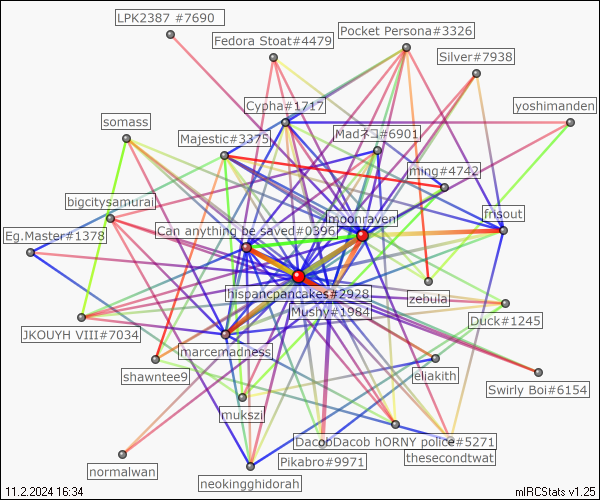 LPK2387 #7690
Fedora Stoat#4479
Pocket Persona#3326
Silver#7938
Cypha#1717
yoshimanden
somass
Majestic#3375
Madネコ#6901
ming#4742
bigcitysamurai
moonraven
frisout
Eg.Master#1378
Can anything be saved#0396
hispancpancakes#2928
zebula
Mushy#1984
Duck#1245
JKOUYH VIII#7034
marcemadness
shawntee9
eliakith
Swirly Boi#6154
mukszi
DacobDacob hORNY police#5271
thesecondtwat
Pikabro#9971
normalwan
neokingghidorah
11.2.2024 16:34
mIRCStats v1.25